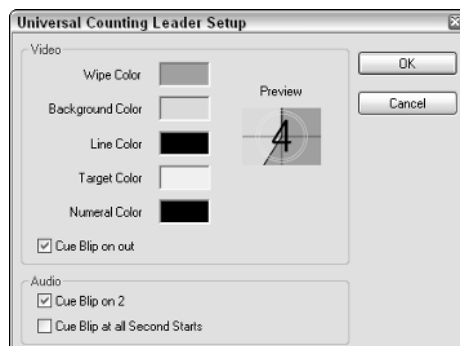 Universal Counting Leader Setup
Video
Wipe Color
Background Color
Line Color
Target Color
Numeral Color
Cue Blip on out
Preview
4
OK
Cancel
Audio
Cue Blip on 2
Cue Blip at all Second Starts